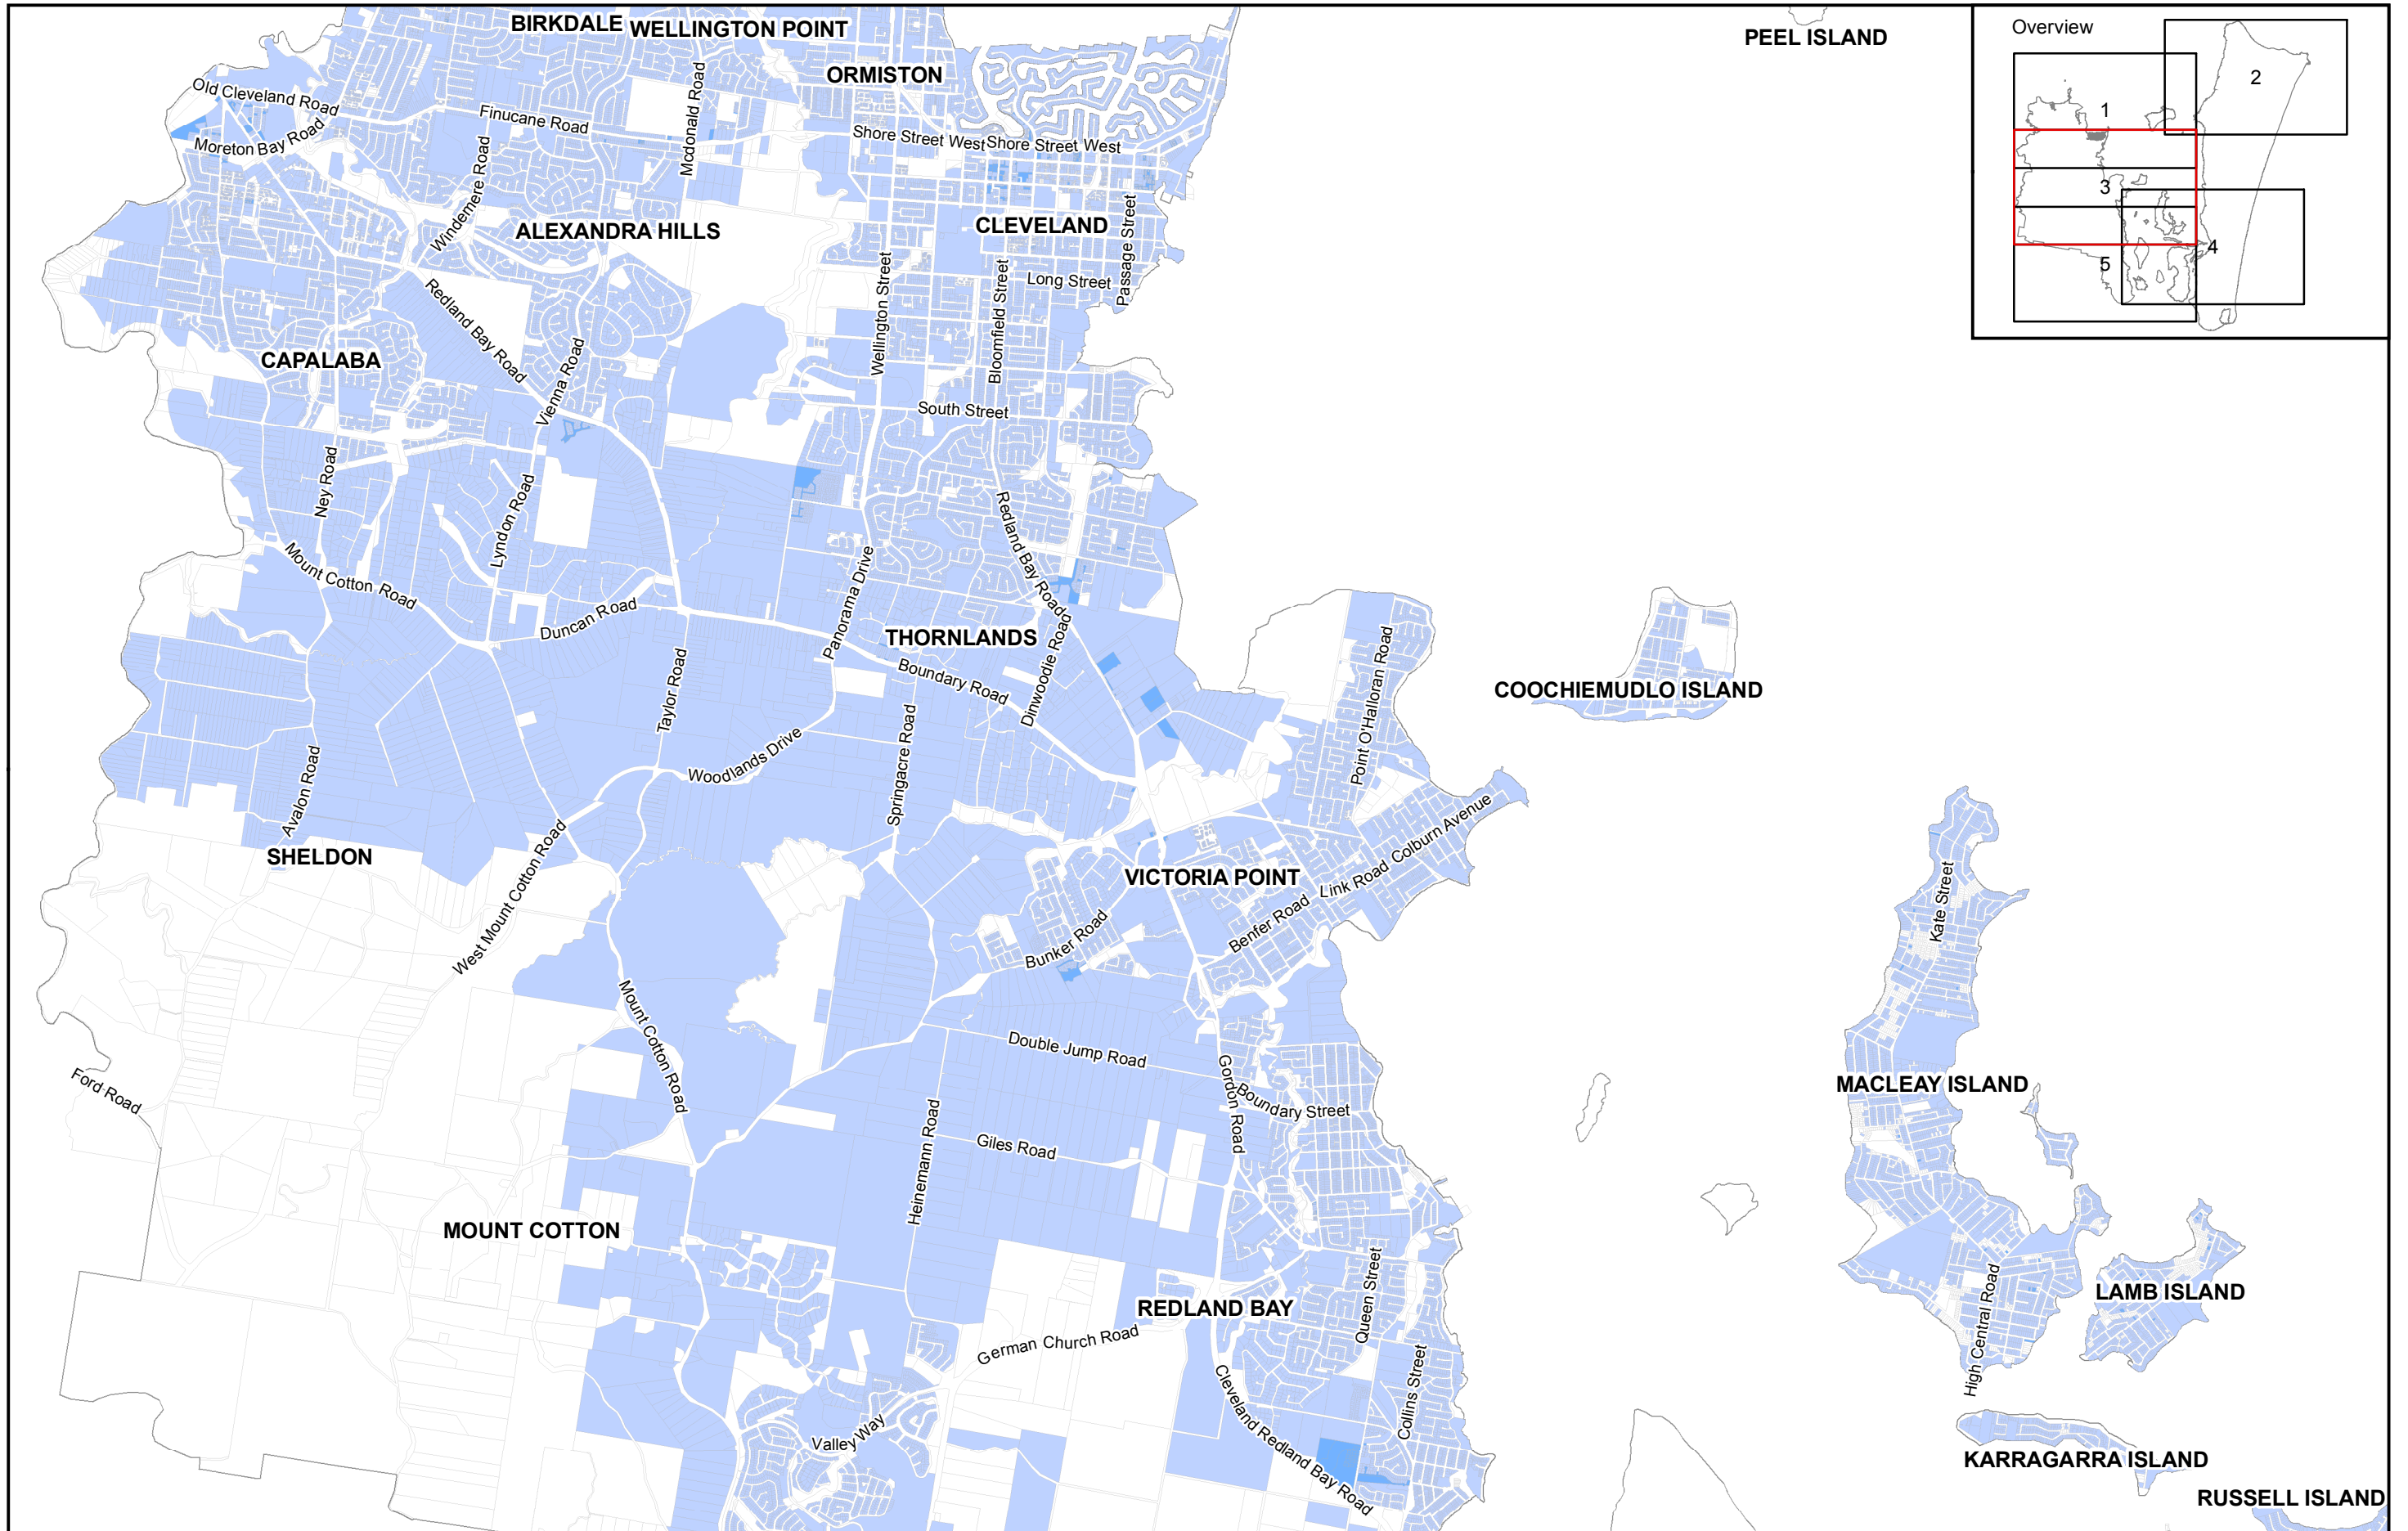 BIRKDALE
WELLINGTON POINT
PEEL ISLAND
Overview
ORMISTON
2
Old Cleveland Road
Finucane Road
Mcdonald Road
1
Moreton Bay Road
Shore Street West
Shore Street West
Windemere Road
3
ALEXANDRA HILLS
CLEVELAND
Passage Street
4
5
Long Street
Redland Bay Road
Wellington Street
Bloomfield Street
CAPALABA
Vienna Road
South Street
Ney Road
Lyndon Road
Redland Bay Road
Mount Cotton Road
Duncan Road
Panorama Drive
THORNLANDS
Dinwoodie Road
Boundary Road
Taylor Road
Point O'Halloran Road
COOCHIEMUDLO ISLAND
Springacre Road
Woodlands Drive
Avalon Road
SHELDON
West Mount Cotton Road
VICTORIA POINT
Link Road
Colburn Avenue
Benfer Road
Bunker Road
Kate Street
Mount Cotton Road
Double Jump Road
Ford Road
Gordon Road
Boundary Street
MACLEAY ISLAND
Heinemann Road
Giles Road
MOUNT COTTON
REDLAND BAY
Queen Street
LAMB ISLAND
High Central Road
German Church Road
Collins Street
Cleveland Redland Bay Road
Valley Way
KARRAGARRA ISLAND
RUSSELL ISLAND